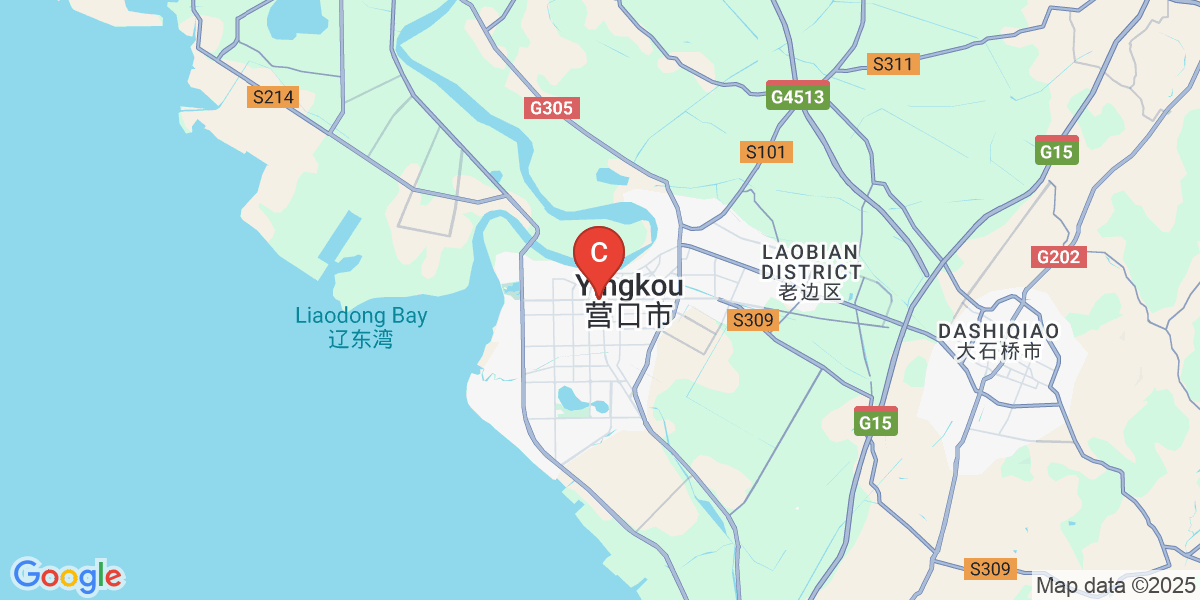 S311
S214
G4513
G305
G15
S101
LAOBIAN
DISTRICT
老边区
G202
C
Yingkou
营口市
Liaodong Bay
辽东湾
S309
DASHIQIAO
大石桥市
G15
S309
Google
Map data ©2025